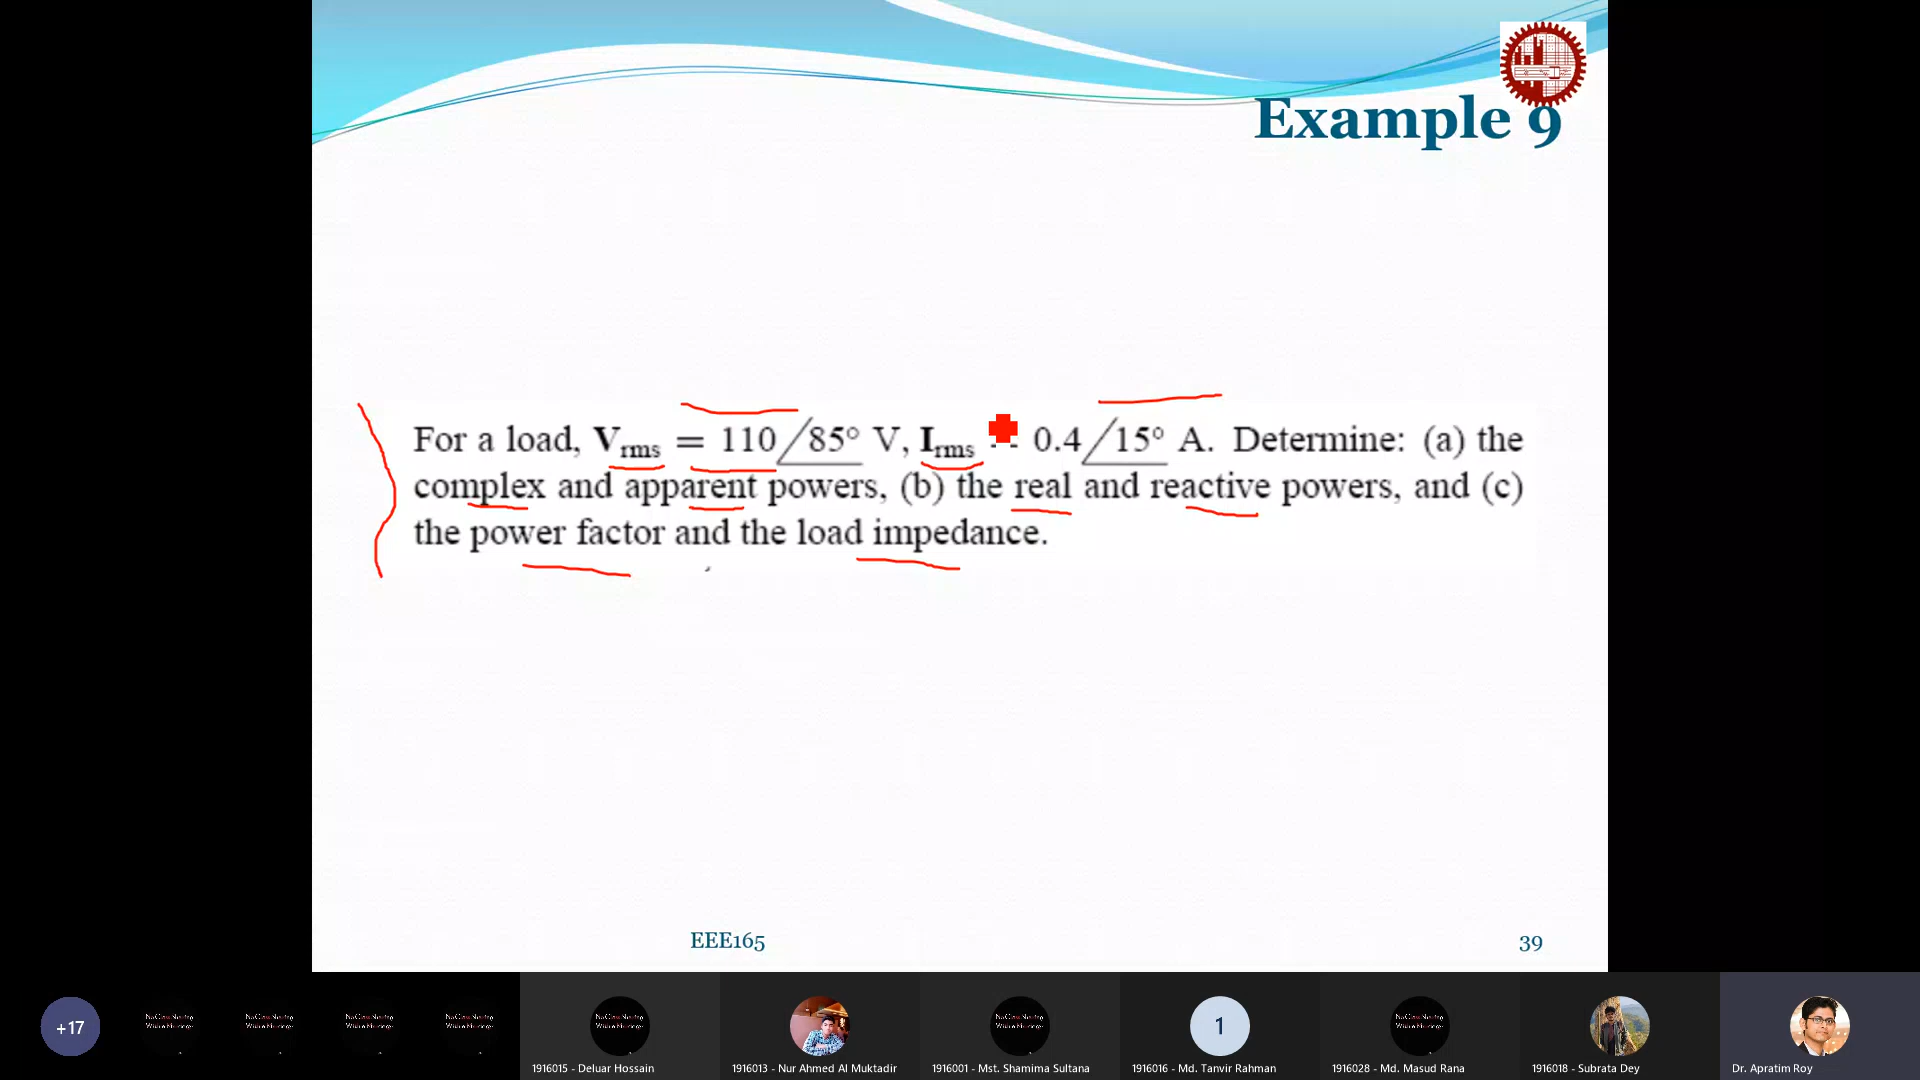 Example 9
For a load, Vrms = 110/85° V, Irms = 0.4/15° A. Determine: (a) the
complex and apparent powers, (b) the real and reactive powers, and (c)
the power factor and the load impedance.
EEE165
39
+17
1
1916015 - Deluar Hossain
1916013 - Nur Ahmed Al Muktadir
1916001 - Mst. Shamima Sultana
1916016 - Md. Tanvir Rahman
1916028 - Md. Masud Rana
1916018 - Subrata Dey
Dr. Apratim Roy